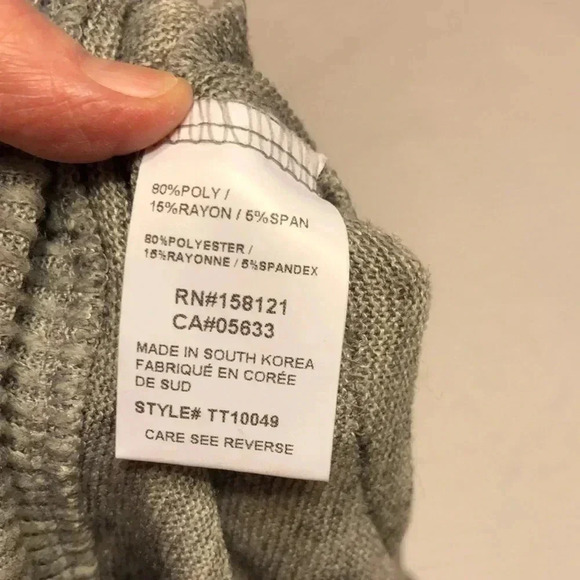 80%POLY /
15%RAYON / 5%SPAN
80%POLYESTER /
15%RAYONNE / 5%SPANDEX
RN#158121
CA#05633
MADE IN SOUTH KOREA
FABRIQUÉ EN CORÉE
DE SUD
STYLE# TT10049
CARE SEE REVERSE